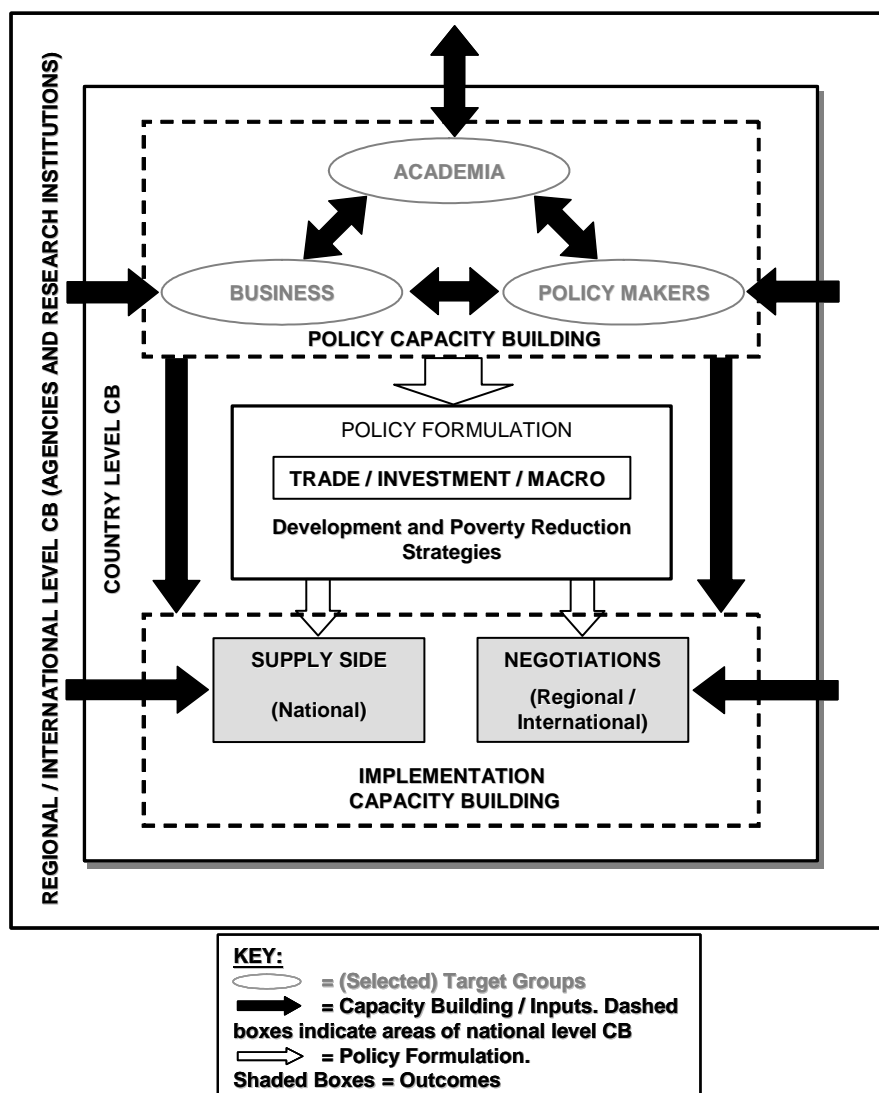 REGIONAL / INTERNATIONAL LEVEL CB (AGENCIES AND RESEARCH INSTITUTIONS)
COUNTRY LEVEL CB
ACADEMIA
BUSINESS
POLICY MAKERS
POLICY CAPACITY BUILDING
POLICY FORMULATION
TRADE / INVESTMENT / MACRO
Development and Poverty Reduction
Strategies
SUPPLY SIDE
(National)
NEGOTIATIONS
(Regional /
International)
IMPLEMENTATION
CAPACITY BUILDING
KEY:
= (Selected) Target Groups
= Capacity Building / Inputs. Dashed
boxes indicate areas of national level CB
= Policy Formulation.
Shaded Boxes = Outcomes